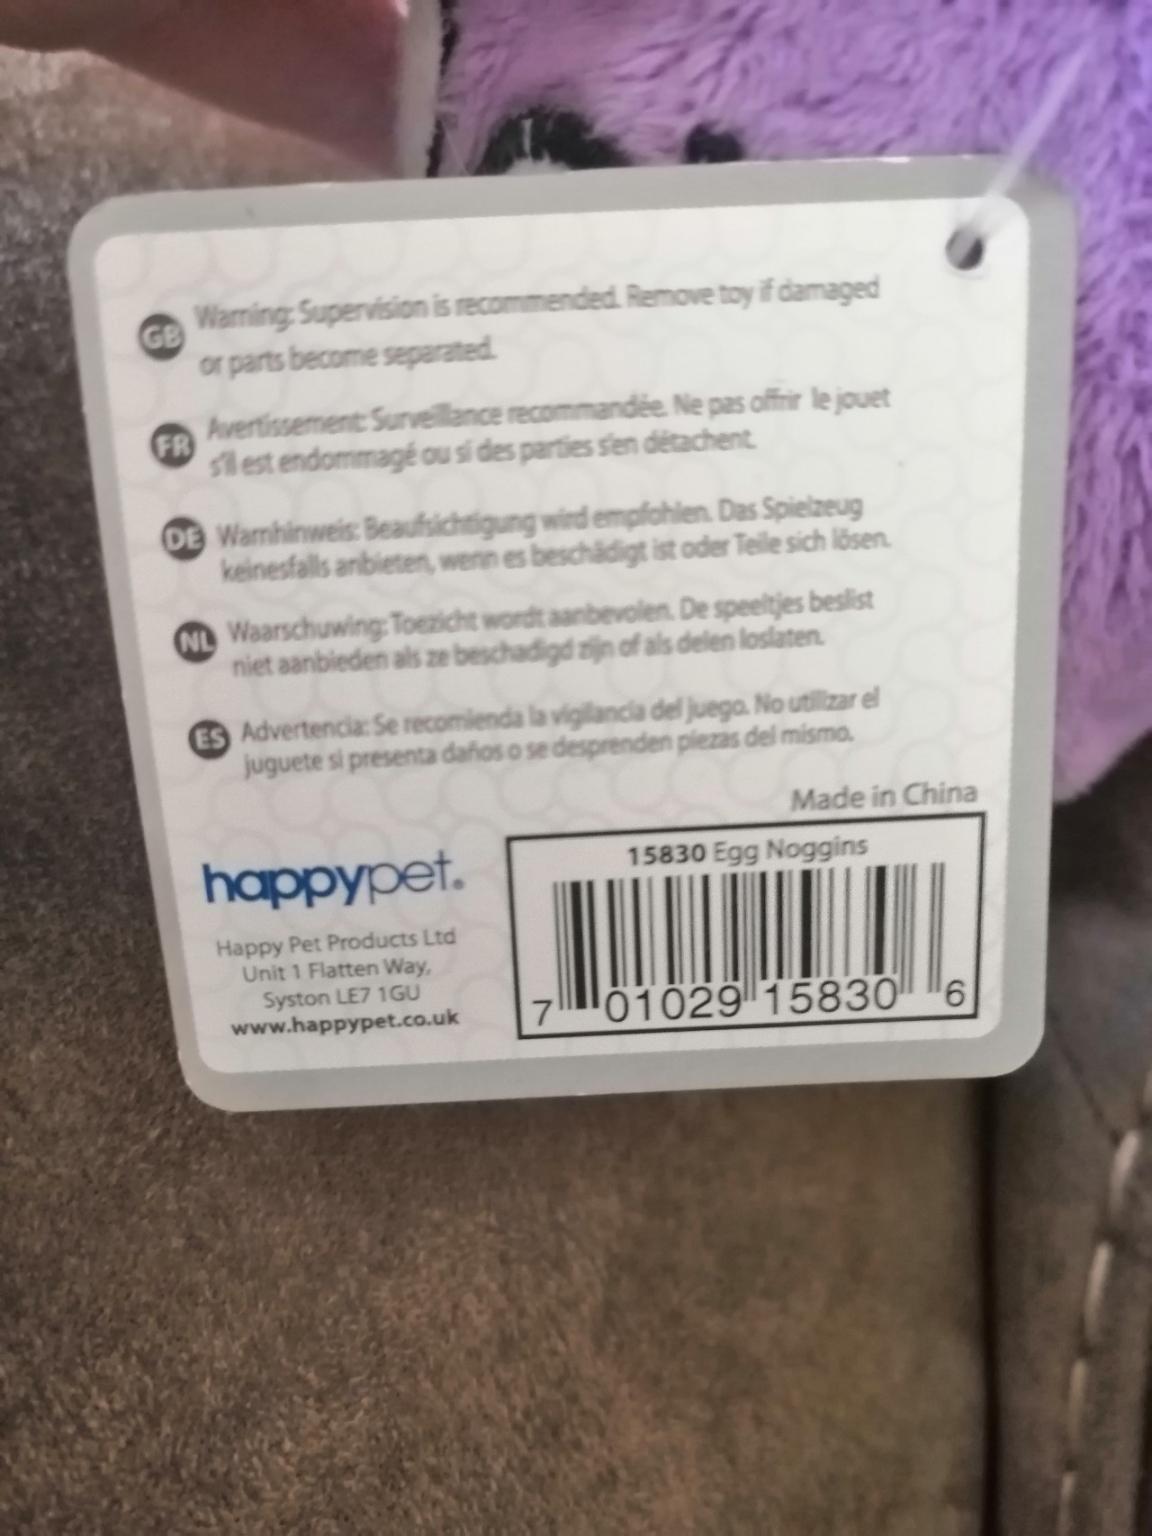 GB Warning: Supervision is recommended. Remove toy if damaged
or parts become separated.
FR Avertissement: Surveillance recommandée. Ne pas offrir le jouet
s'il est endommagé ou si des parties s'en détachent.
DE Warnhinweis: Beaufsichtigung wird empfohlen. Das Spielzeug
keinesfalls anbieten, wenn es beschädigt ist oder Teile sich lösen.
NL Waarschuwing: Toezicht wordt aanbevolen. De speeltjes beslist
niet aanbieden als ze beschadigd zijn of als delen loslaten.
ES Advertencia: Se recomienda la vigilancia del juego. No utilizar el
juguete si presenta daños o se desprenden piezas del mismo.
Made in China
happypet®
Happy Pet Products Ltd
Unit 1 Flatten Way,
Syston LE7 1GU
www.happypet.co.uk
15830 Egg Noggins
7 01029 15830 6